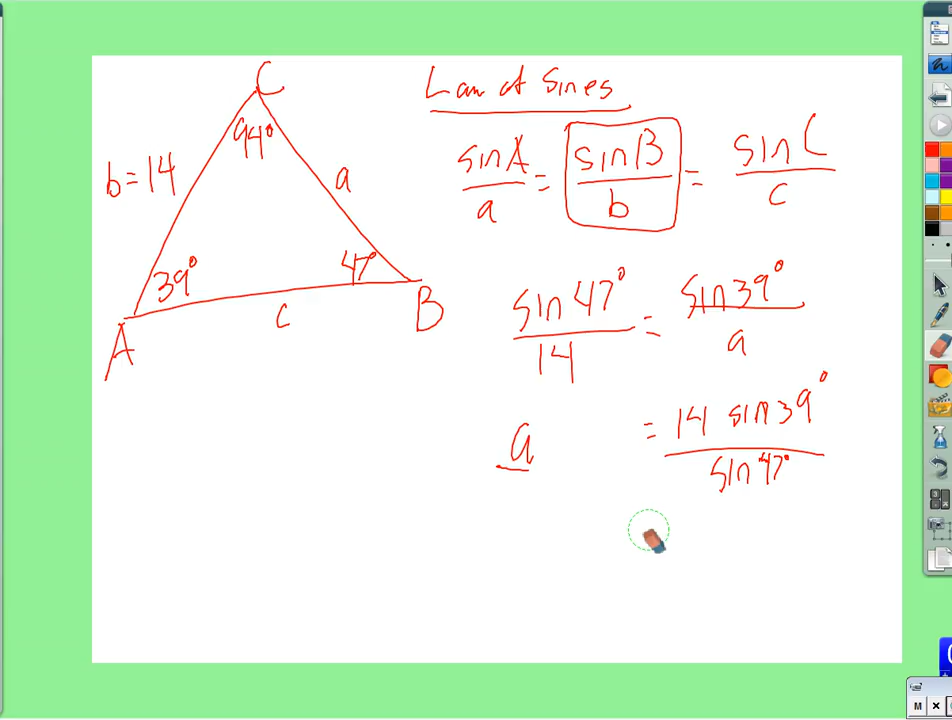 Law of Sines
C
94°
b = 14
a
39°
47°
c
A
B
sin A / a = sin B / b = sin C / c
sin 47° / 14 = sin 39° / a
a = 14 sin 39° / sin 47°
M